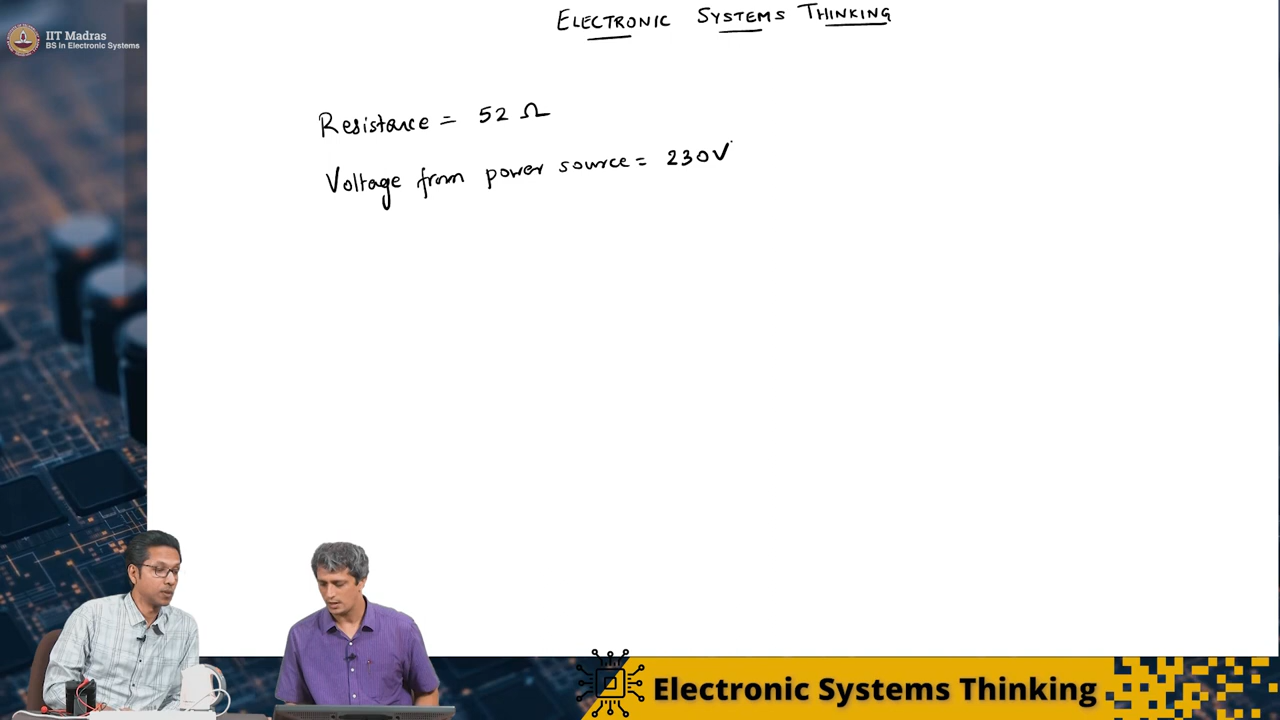 ELECTRONIC SYSTEMS THINKING
IIT Madras
BS in Electronic Systems
Resistance = 52 Ω
Voltage from power source = 230V
Electronic Systems Thinking